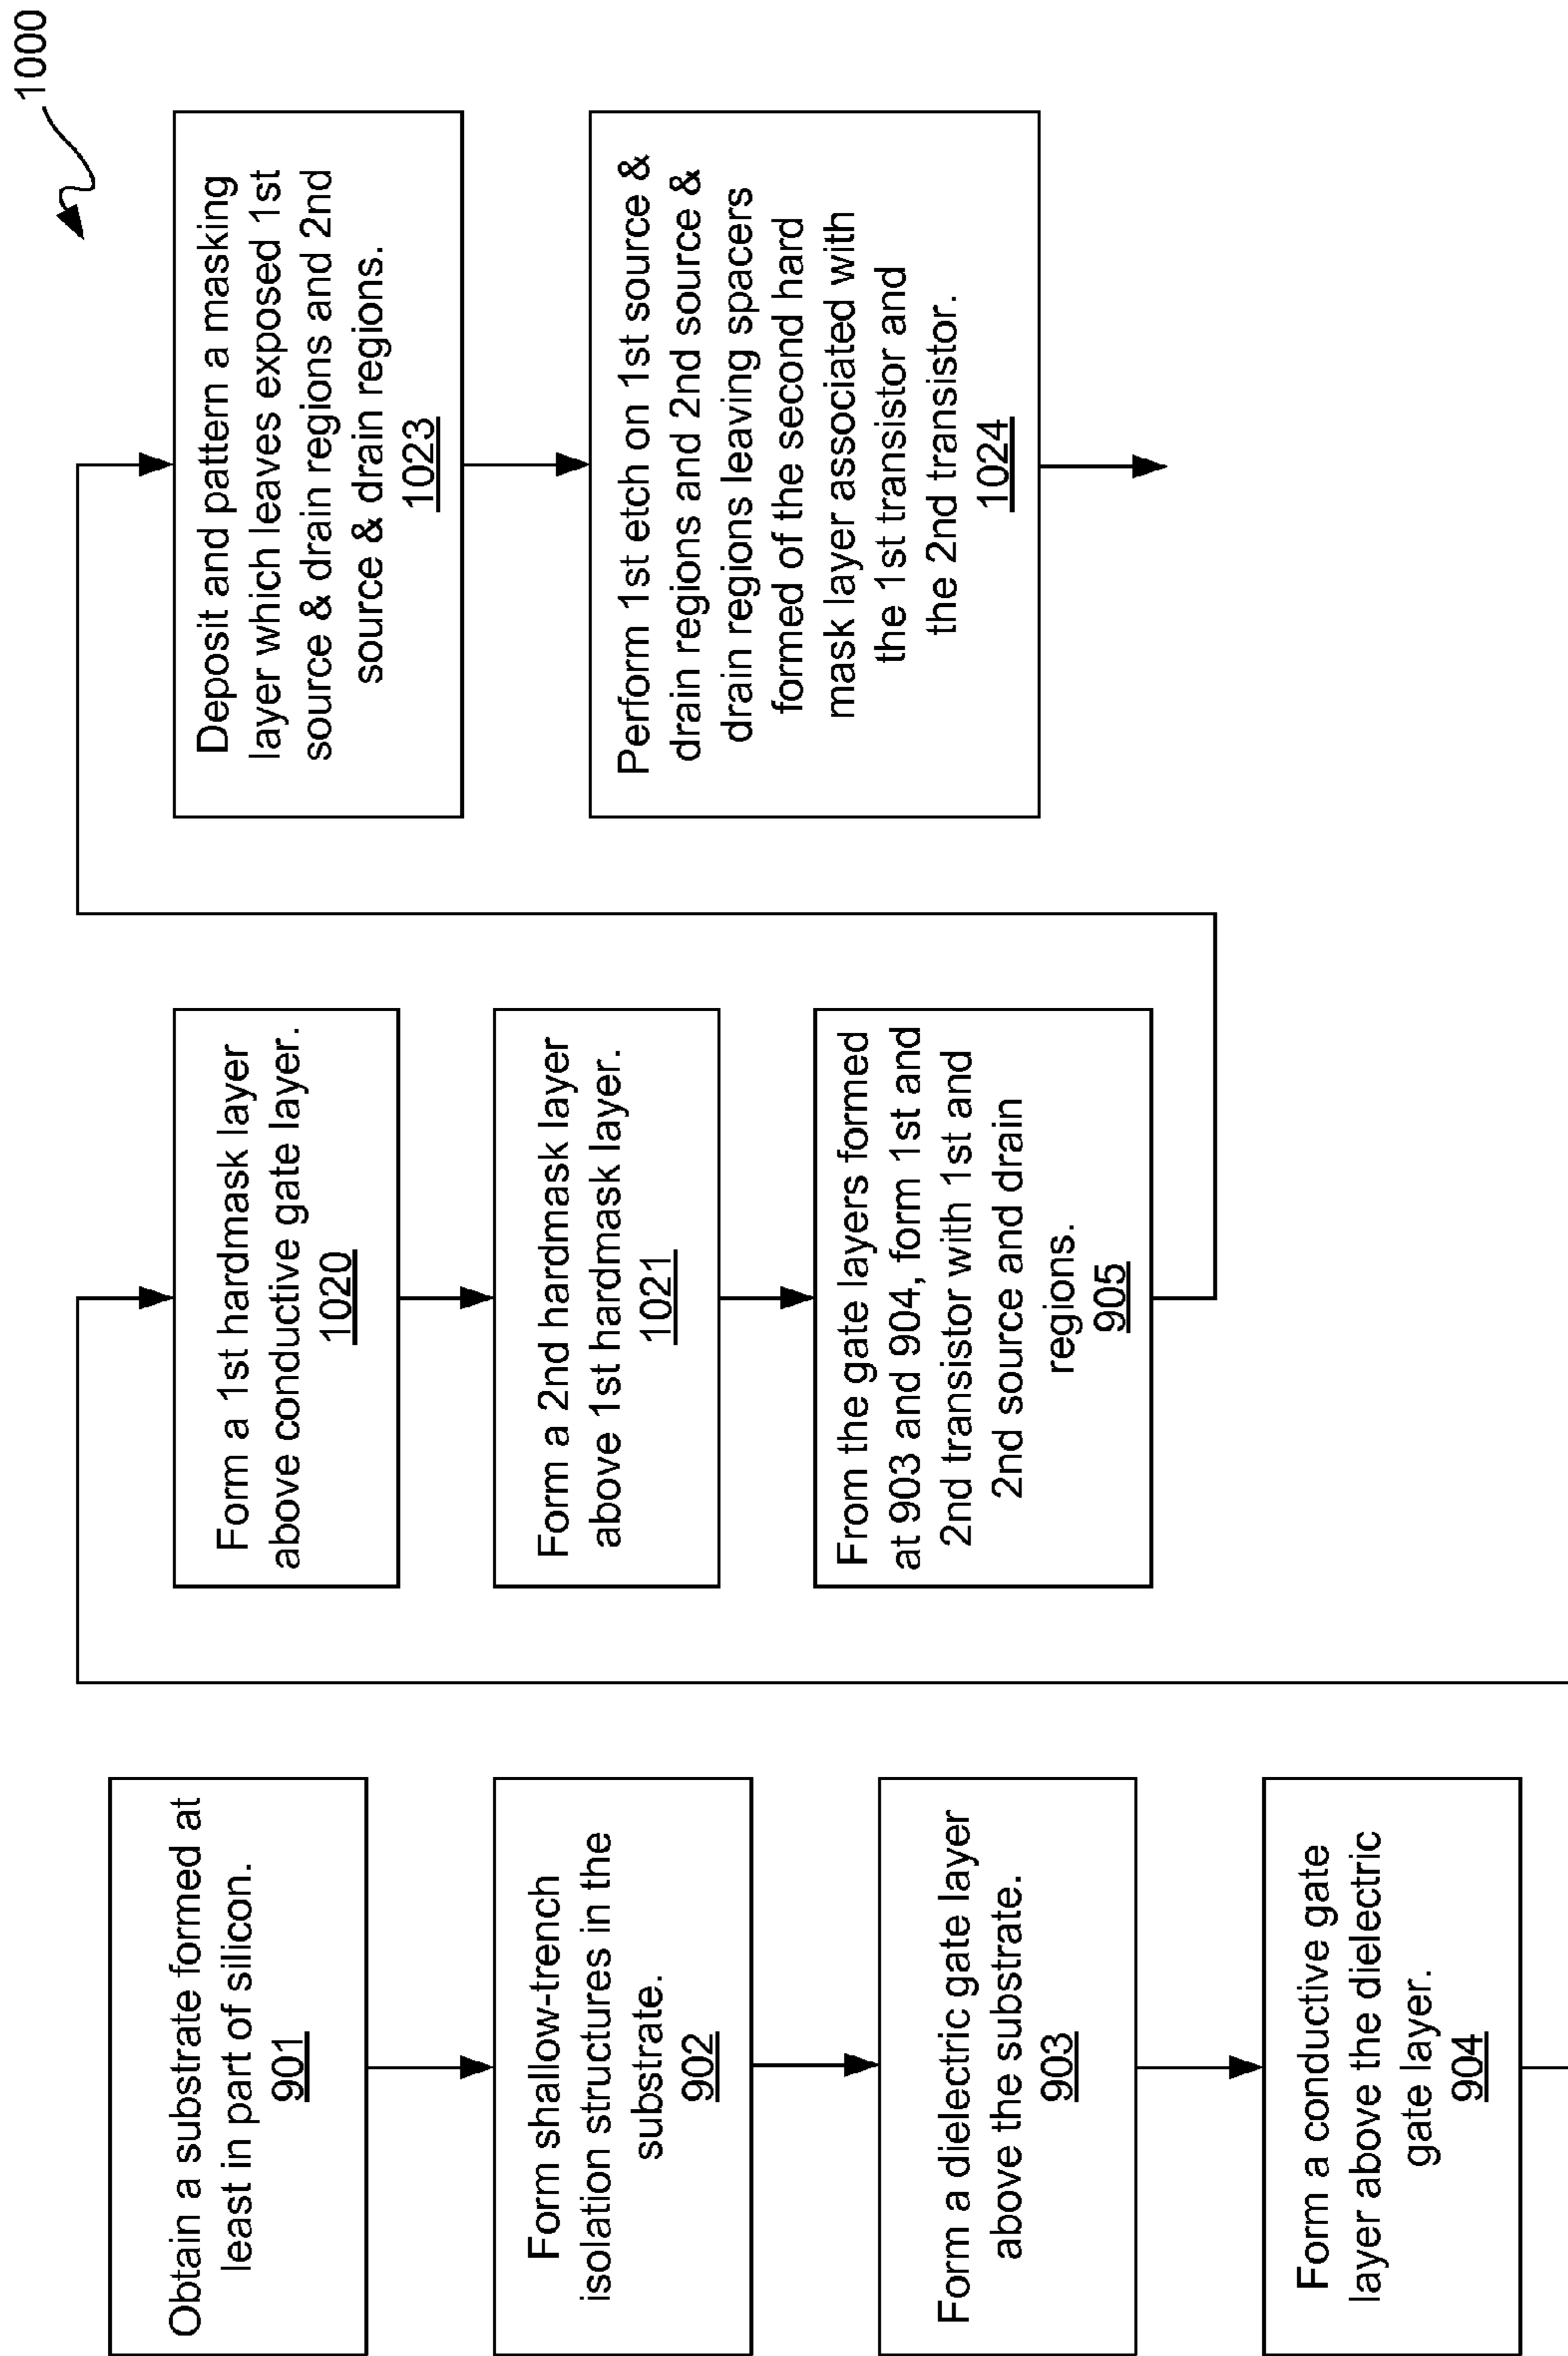 1000
Obtain a substrate formed at
least in part of silicon.
901
Form shallow-trench
isolation structures in the
substrate.
902
Form a dielectric gate layer
above the substrate.
903
Form a conductive gate
layer above the dielectric
gate layer.
904
Form a 1st hardmask layer
above conductive gate layer.
1020
Form a 2nd hardmask layer
above 1st hardmask layer.
1021
From the gate layers formed
at 903 and 904, form 1st and
2nd transistor with 1st and
2nd source and drain
regions.
905
Deposit and pattern a masking
layer which leaves exposed 1st
source & drain regions and 2nd
source & drain regions.
1023
Perform 1st etch on 1st source &
drain regions and 2nd source &
drain regions leaving spacers
formed of the second hard
mask layer associated with
the 1st transistor and
the 2nd transistor.
1024